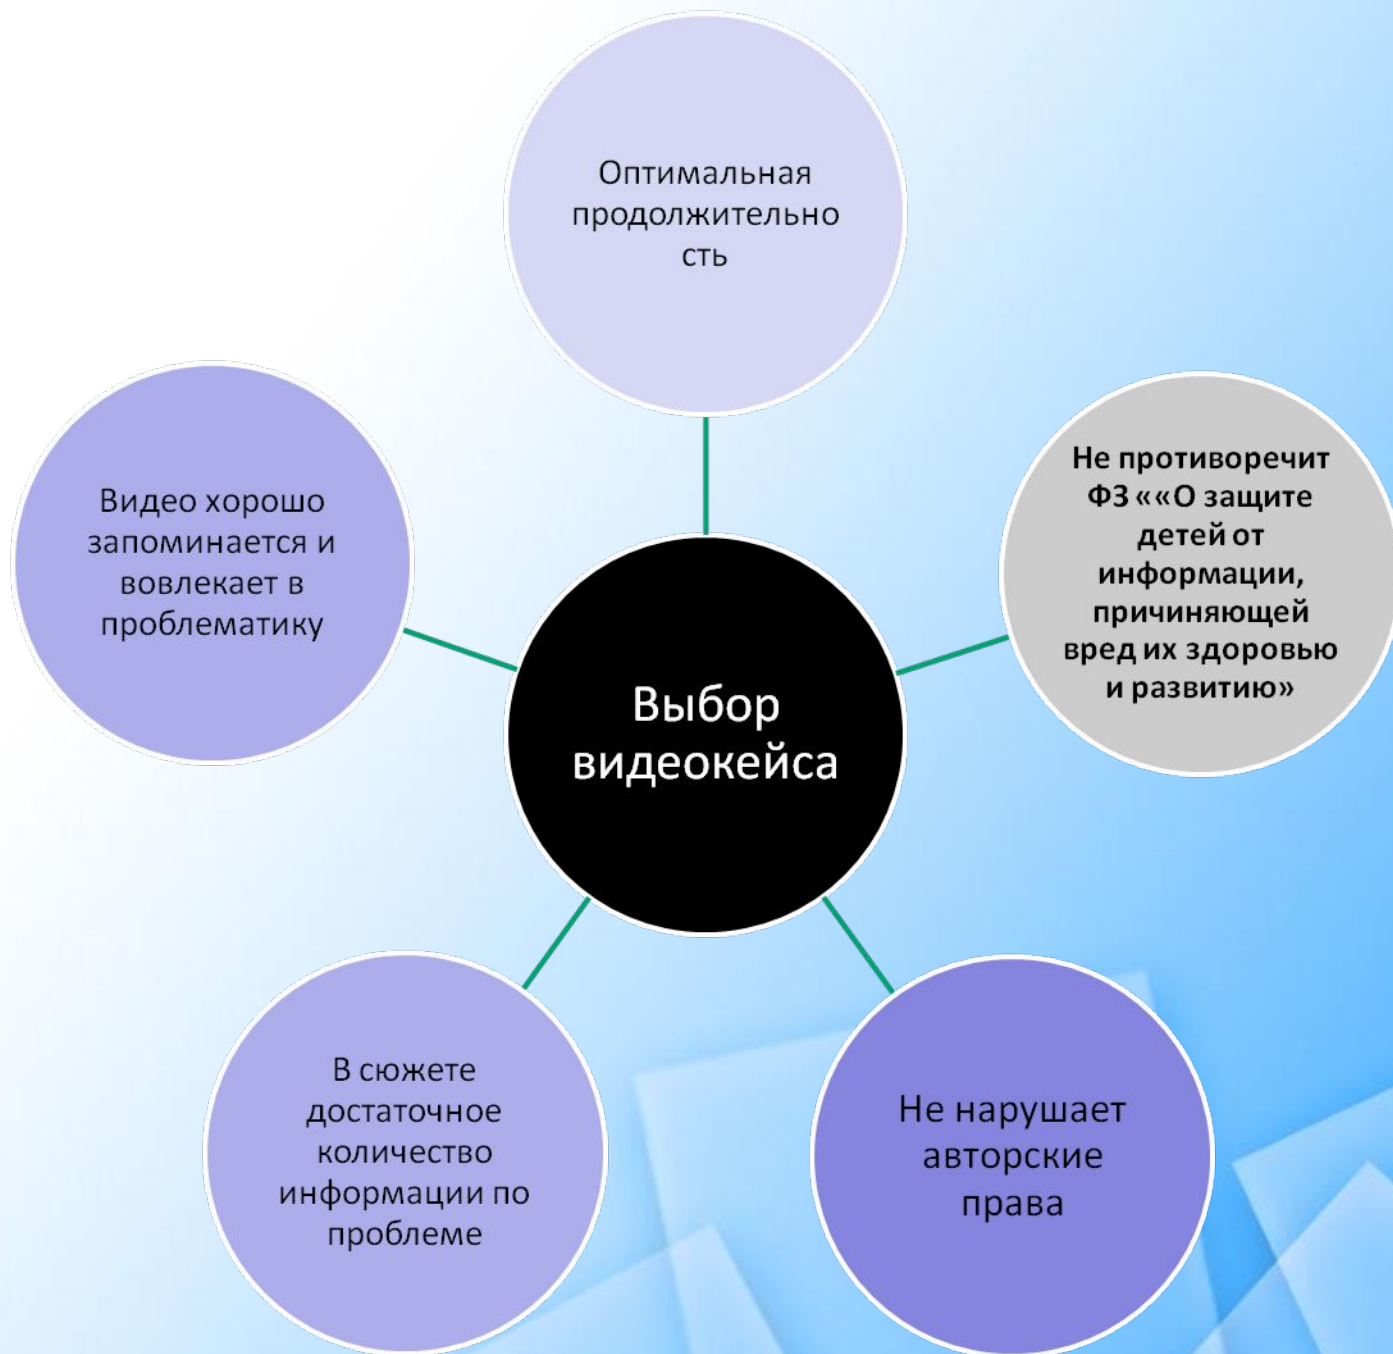 Оптимальная
продолжительно
сть
Не противоречит
ФЗ ««О защите
детей от
информации,
причиняющей
вред их здоровью
и развитию»
Видео хорошо
запоминается и
вовлекает в
проблематику
Выбор
видеокейса
В сюжете
достаточное
количество
информации по
проблеме
Не нарушает
авторские
права